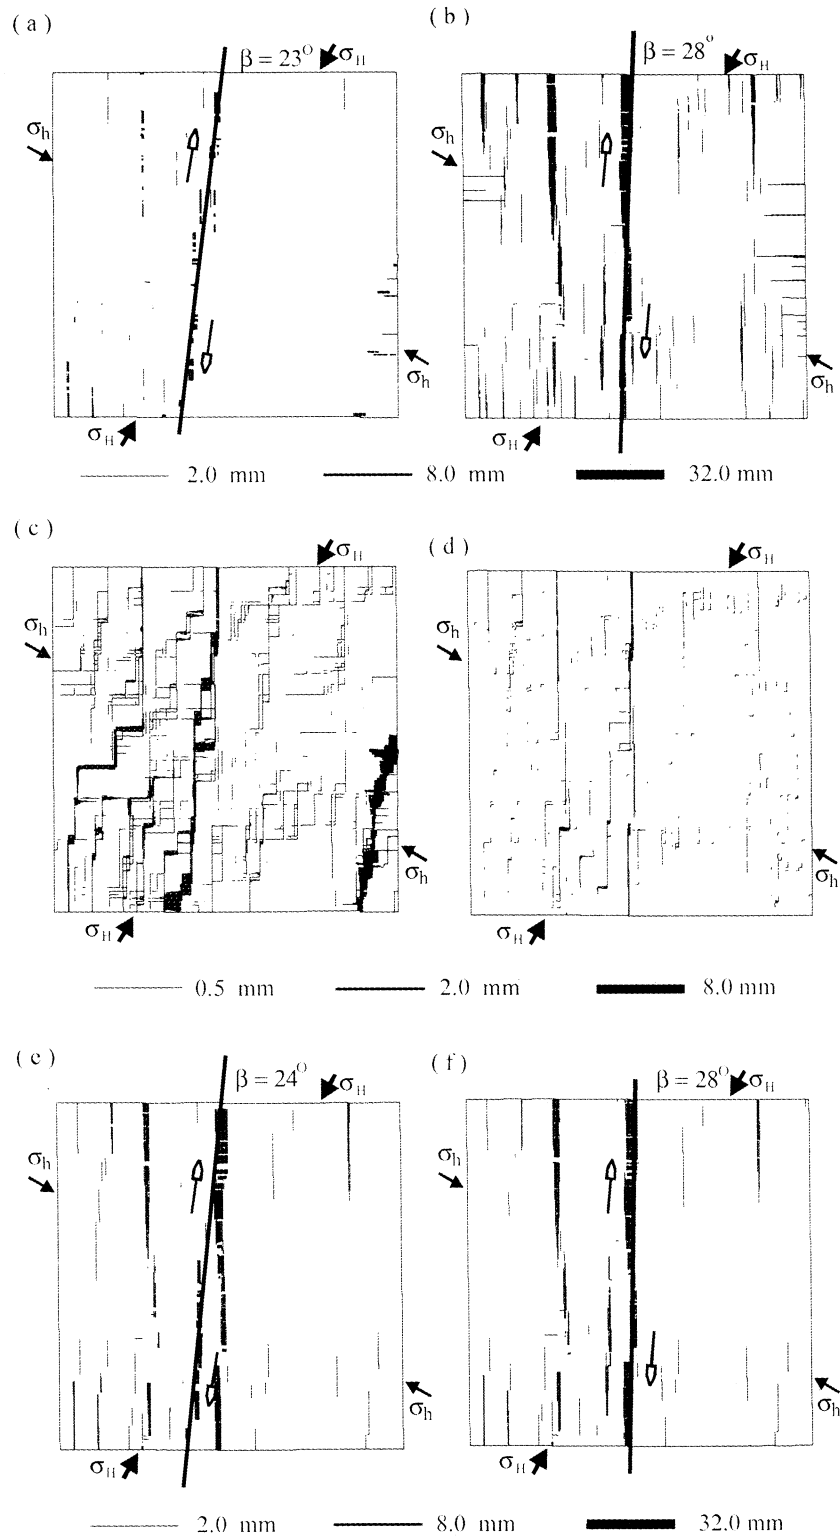 ( a )
β = 23° σH
σh
σh
σH
( b )
β = 28° σH
σh
σh
σH
2.0 mm 8.0 mm 32.0 mm
( c )
σH
σh
σh
σH
( d )
σH
σh
σh
σH
0.5 mm 2.0 mm 8.0 mm
( e )
β = 24° σH
σh
σh
σH
( f )
β = 28° σH
σh
σh
σH
2.0 mm 8.0 mm 32.0 mm